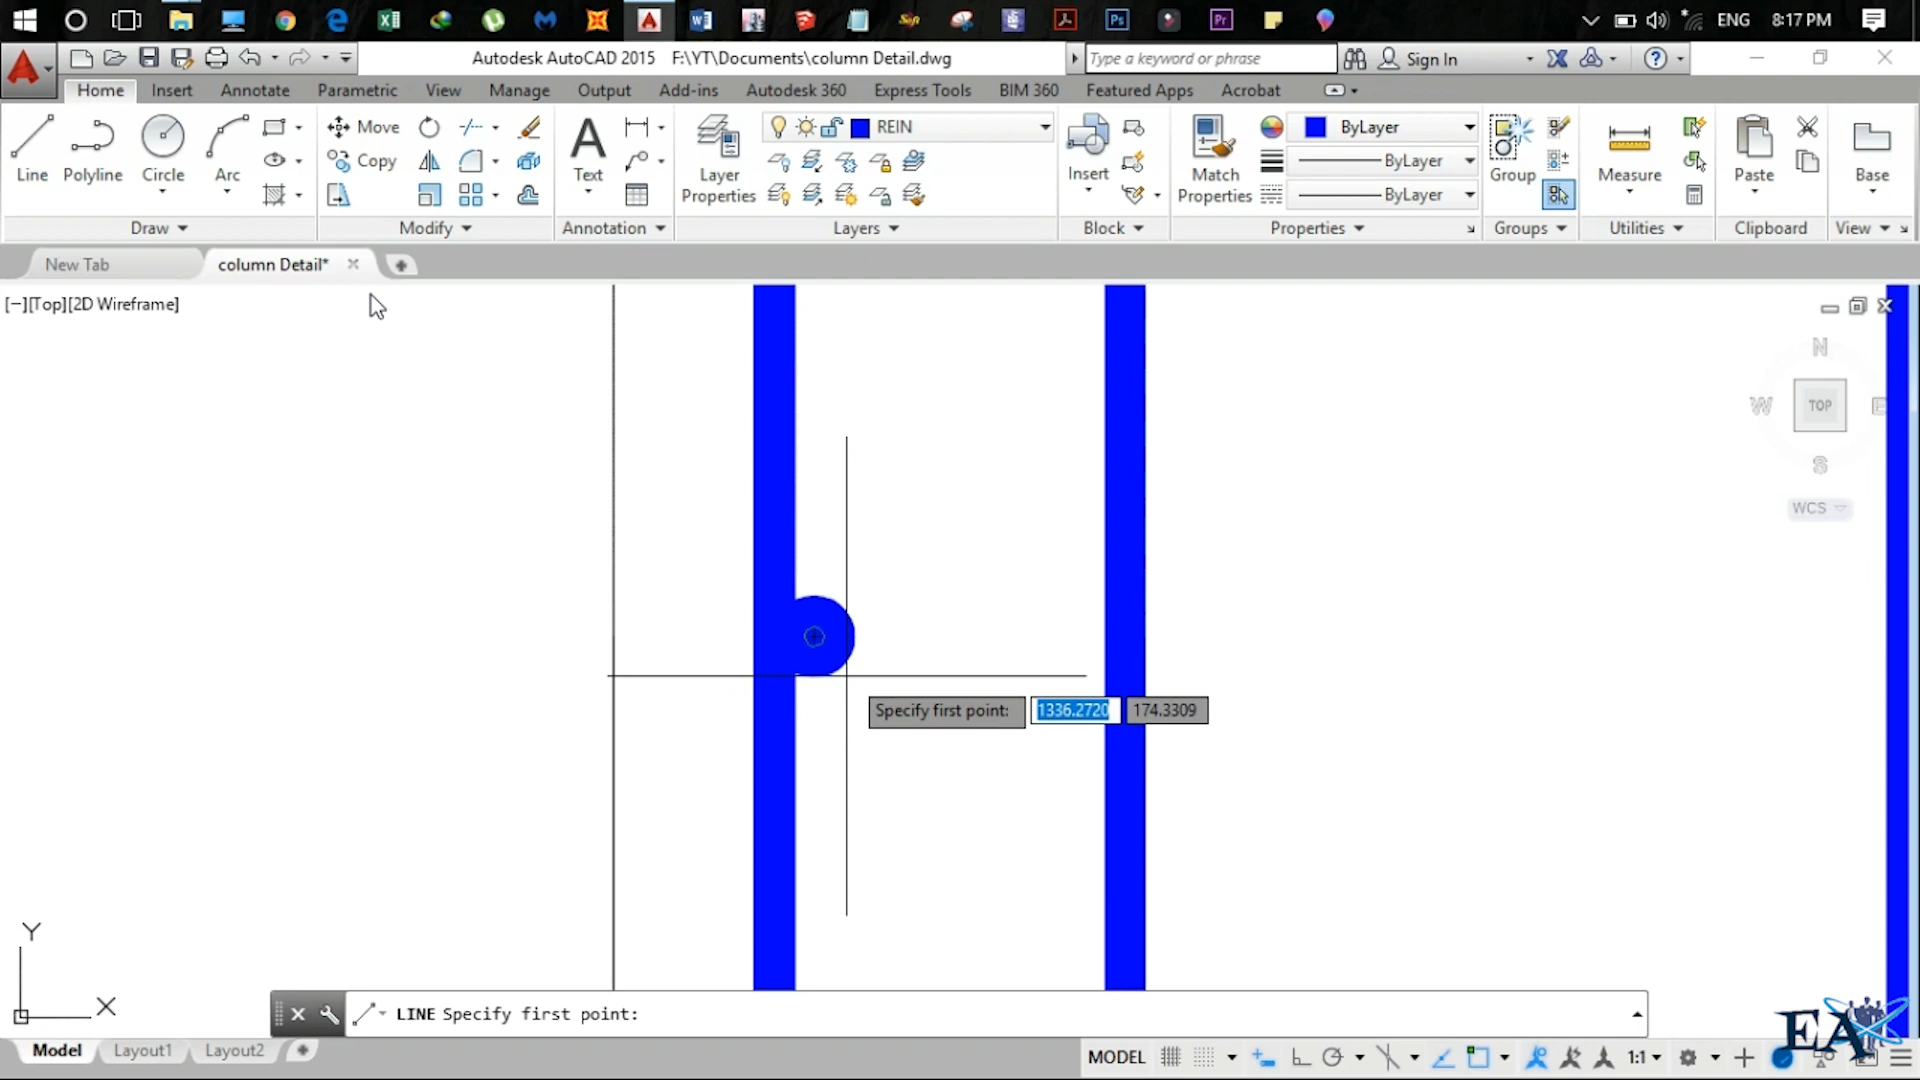 ENG 8:17 PM
Autodesk AutoCAD 2015 F:\YT\Documents\column Detail.dwg
Type a keyword or phrase
Sign In
Home Insert Annotate Parametric View Manage Output Add-ins Autodesk 360 Express Tools BIM 360 Featured Apps Acrobat
Line Polyline Circle Arc
Move
Copy
Text
Layer Properties
REIN
Insert
Match Properties
ByLayer
ByLayer
ByLayer
Group
Measure
Paste
Base
Draw Modify Annotation Layers Block Properties Groups Utilities Clipboard View
New Tab column Detail*
[−][Top][2D Wireframe]
N
W TOP E
S
WCS
Specify first point: 1336.2720 174.3309
Y
X
LINE Specify first point:
Model Layout1 Layout2
MODEL 1:1
EA